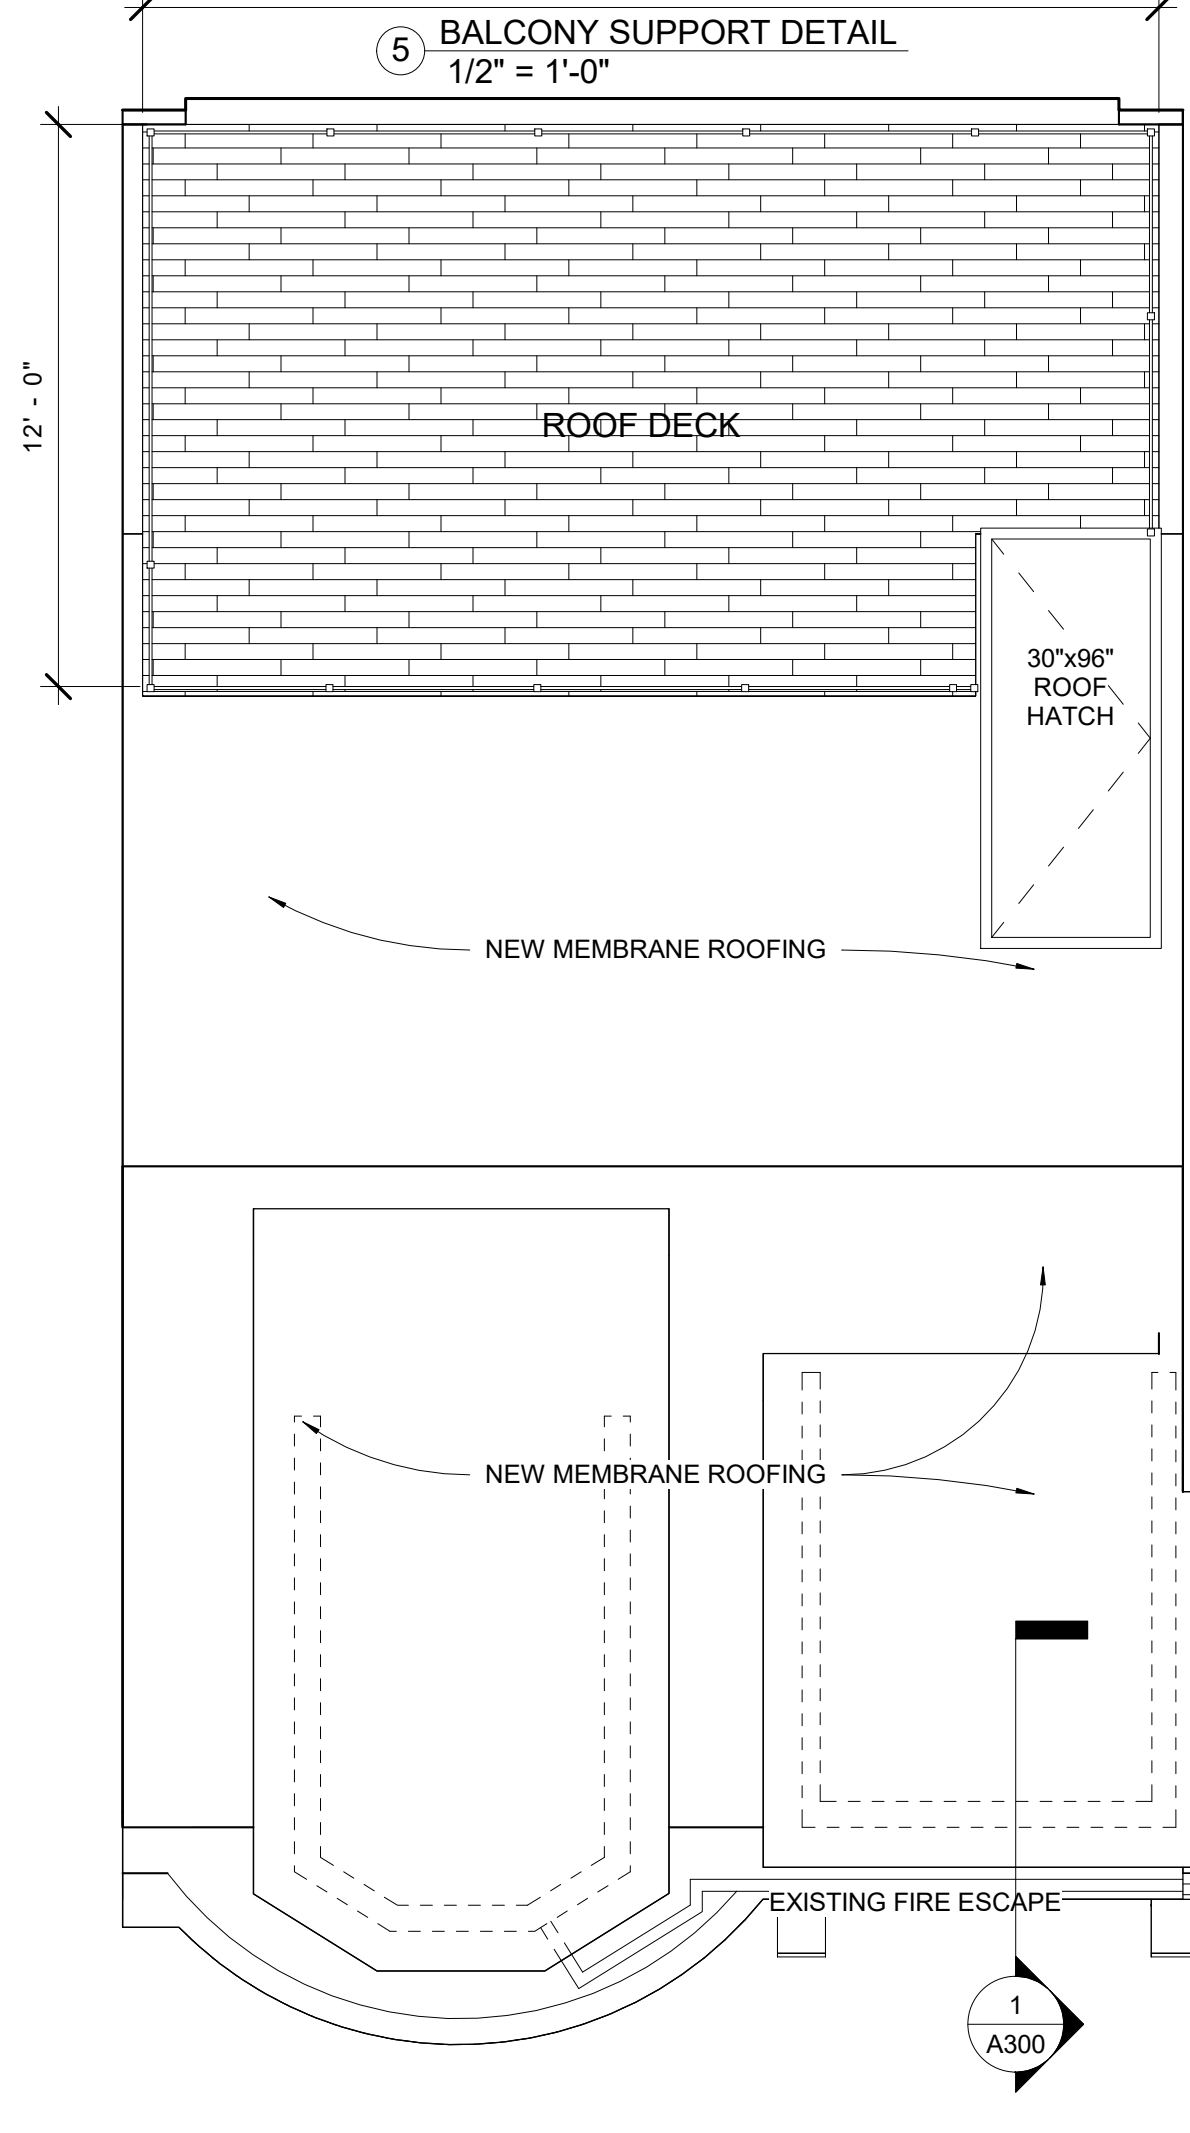 5 BALCONY SUPPORT DETAIL
1/2" = 1'-0"
12' - 0"
ROOF DECK
30"x96"
ROOF
HATCH
NEW MEMBRANE ROOFING
NEW MEMBRANE ROOFING
EXISTING FIRE ESCAPE
1
A300